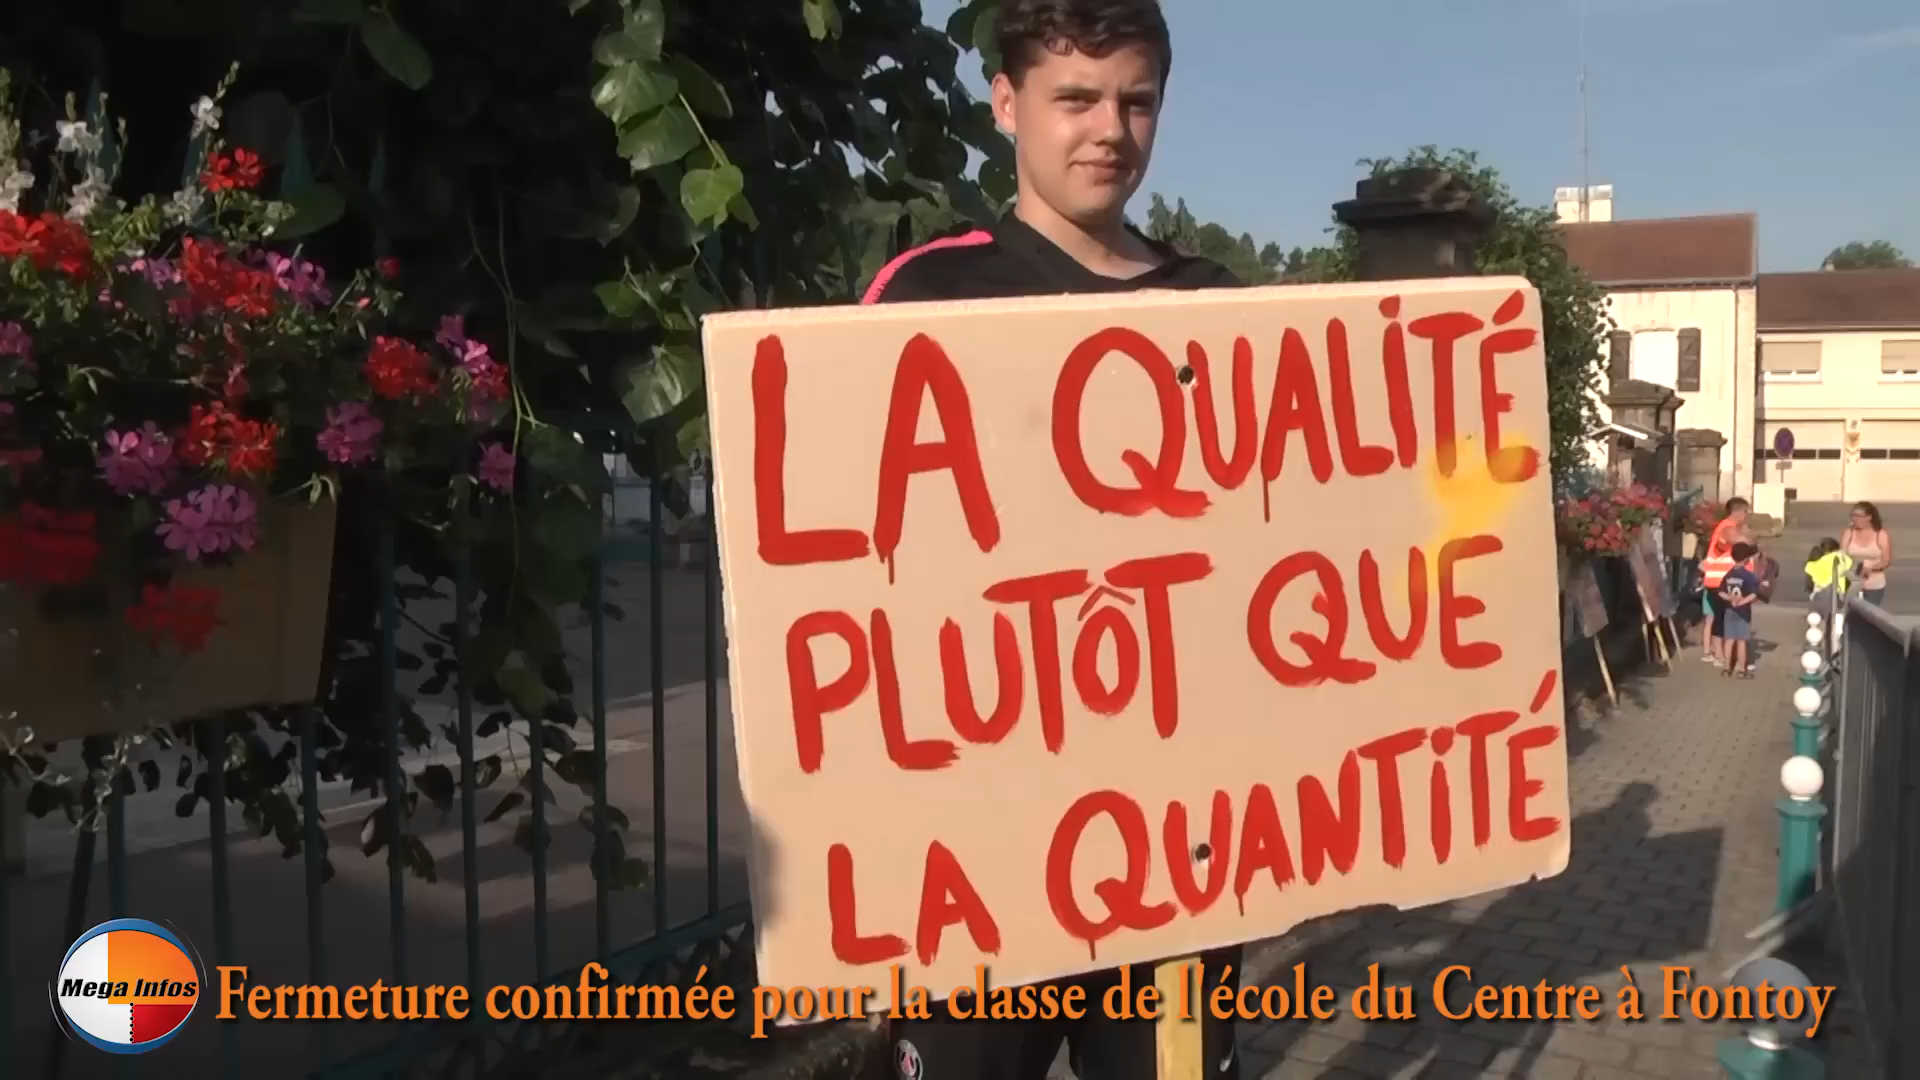 LA QUALITÉ
PLUTÔT QUE
LA QUANTITÉ
Mega Infos
Fermeture confirmée pour la classe de l'école du Centre à Fontoy